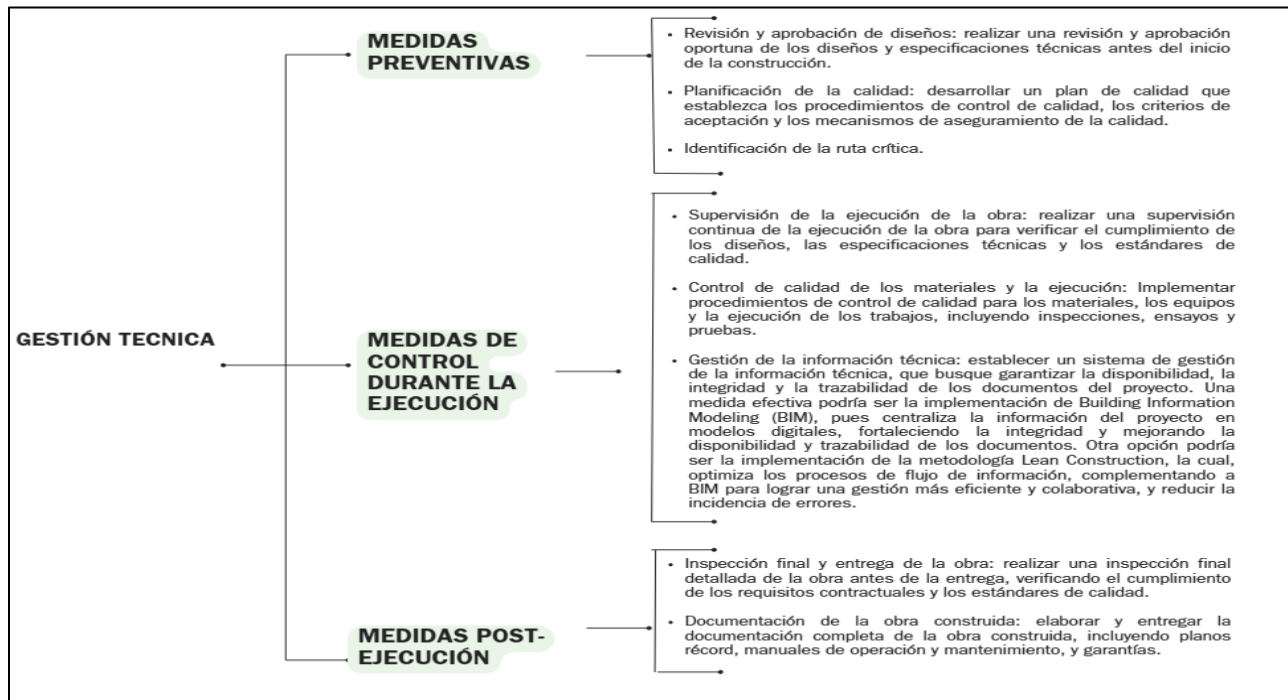 GESTIÓN TECNICA
MEDIDAS
PREVENTIVAS
• Revisión y aprobación de diseños: realizar una revisión y aprobación
oportuna de los diseños y especificaciones técnicas antes del inicio
de la construcción.
• Planificación de la calidad: desarrollar un plan de calidad que
establezca los procedimientos de control de calidad, los criterios de
aceptación y los mecanismos de aseguramiento de la calidad.
• Identificación de la ruta crítica.
MEDIDAS DE
CONTROL
DURANTE LA
EJECUCIÓN
• Supervisión de la ejecución de la obra: realizar una supervisión
continua de la ejecución de la obra para verificar el cumplimiento de
los diseños, las especificaciones técnicas y los estándares de
calidad.
• Control de calidad de los materiales y la ejecución: Implementar
procedimientos de control de calidad para los materiales, los equipos
y la ejecución de los trabajos, incluyendo inspecciones, ensayos y
pruebas.
• Gestión de la información técnica: establecer un sistema de gestión
de la información técnica, que busque garantizar la disponibilidad, la
integridad y la trazabilidad de los documentos del proyecto. Una
medida efectiva podría ser la implementación de Building Information
Modeling (BIM), pues centraliza la información del proyecto en
modelos digitales, fortaleciendo la integridad y mejorando la
disponibilidad y trazabilidad de los documentos. Otra opción podría
ser la implementación de la metodología Lean Construction, la cual,
optimiza los procesos de flujo de información, complementando a
BIM para lograr una gestión más eficiente y colaborativa, y reducir la
incidencia de errores.
MEDIDAS POST-
EJECUCIÓN
• Inspección final y entrega de la obra: realizar una inspección final
detallada de la obra antes de la entrega, verificando el cumplimiento
de los requisitos contractuales y los estándares de calidad.
• Documentación de la obra construida: elaborar y entregar la
documentación completa de la obra construida, incluyendo planos
récord, manuales de operación y mantenimiento, y garantías.